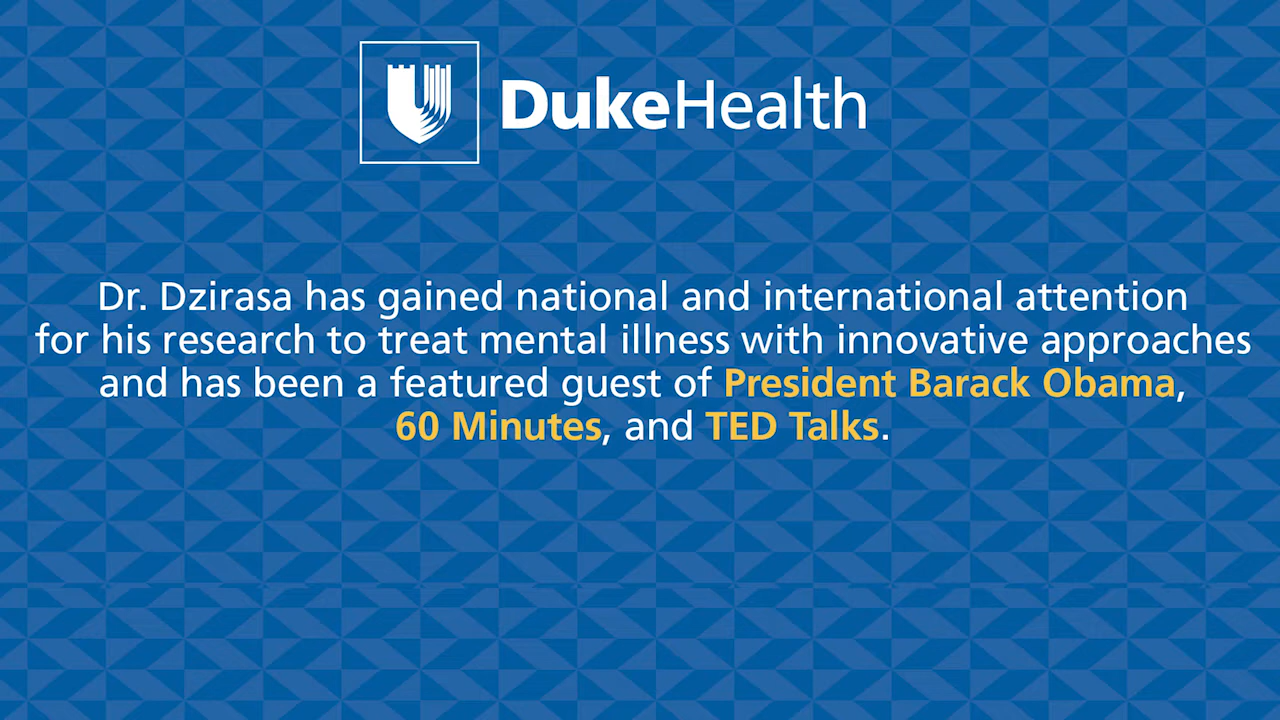 DukeHealth
Dr. Dzirasa has gained national and international attention
for his research to treat mental illness with innovative approaches
and has been a featured guest of President Barack Obama,
60 Minutes, and TED Talks.